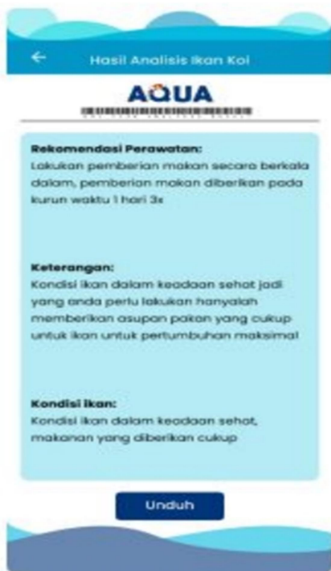 Hasil Analisis Ikan Koi
AQUA
Rekomendasi Perawatan:
Lakukan pemberian makan secara berkala
dalam, pemberian makan diberikan pada
kurun waktu 1 hari 3x
Keterangan:
Kondisi ikan dalam keadaan sehat jadi
yang anda perlu lakukan hanyalah
memberikan asupan pakan yang cukup
untuk ikan untuk pertumbuhan maksimal
Kondisi ikan:
Kondisi ikan dalam keadaan sehat,
makanan yang diberikan cukup
Unduh